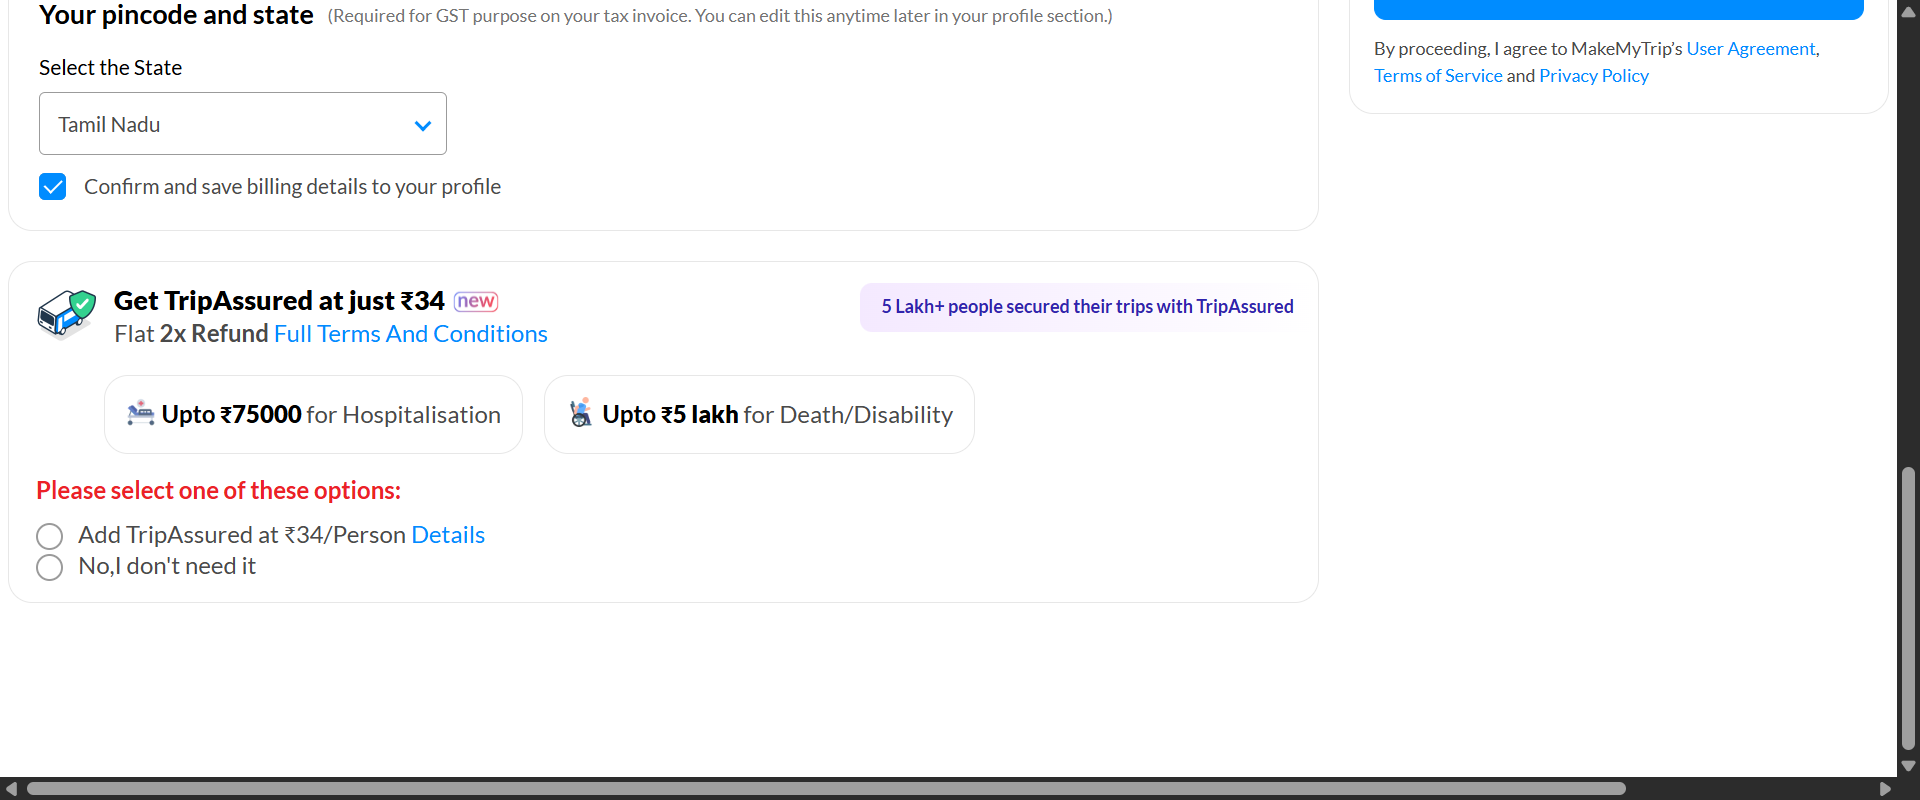 Your pincode and state (Required for GST purpose on your tax invoice. You can edit this anytime later in your profile section.)
Select the State
Tamil Nadu
Confirm and save billing details to your profile
Get TripAssured at just ₹34 new
Flat 2x Refund Full Terms And Conditions
5 Lakh+ people secured their trips with TripAssured
Upto ₹75000 for Hospitalisation
Upto ₹5 lakh for Death/Disability
Please select one of these options:
Add TripAssured at ₹34/Person Details
No,I don't need it
By proceeding, I agree to MakeMyTrip’s User Agreement,
Terms of Service and Privacy Policy